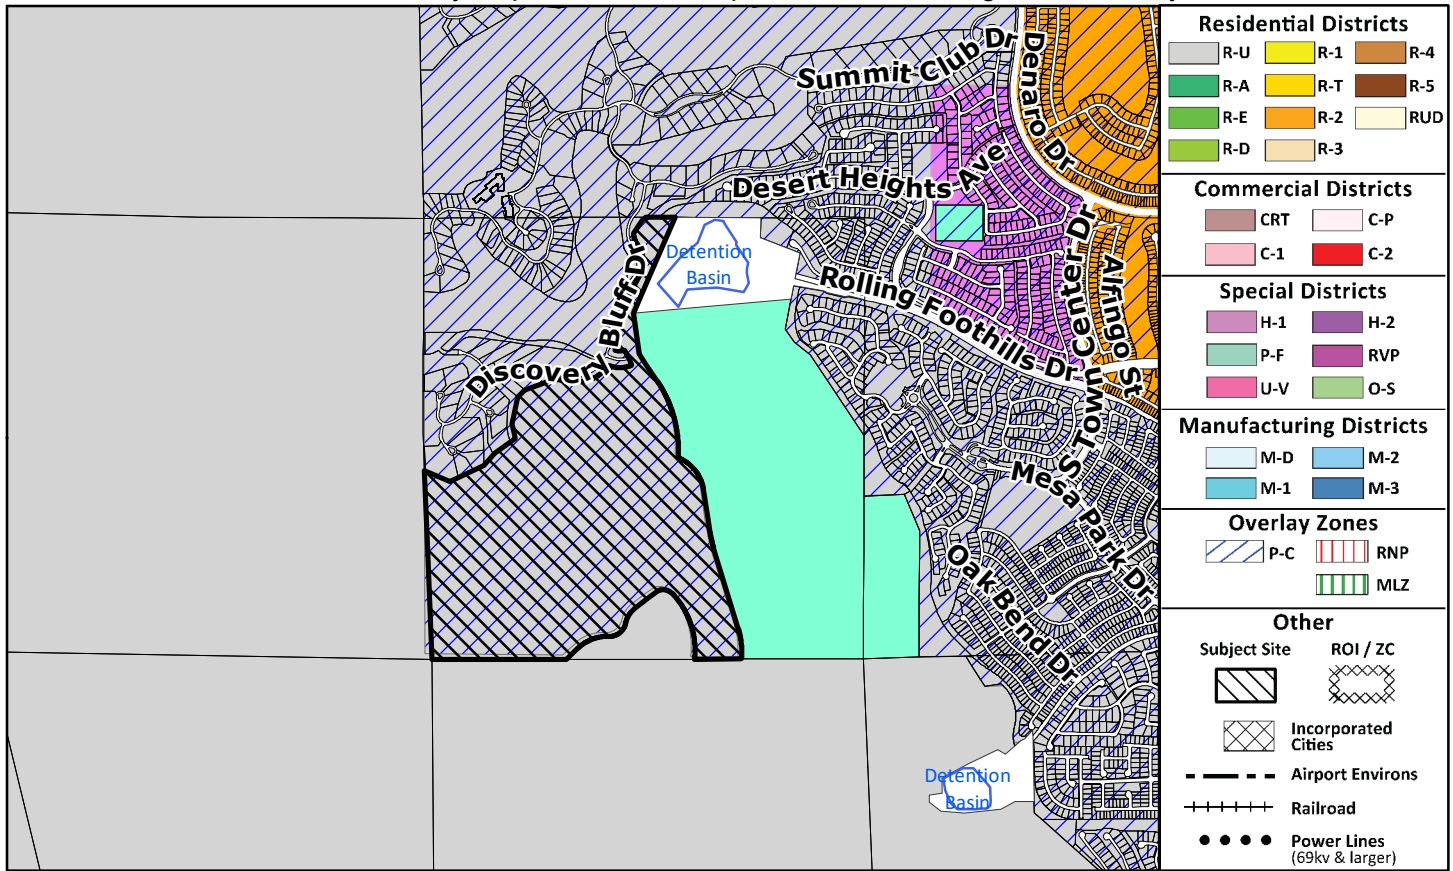 Summit Club Dr
Denaro Dr
Desert Heights Ave
Detention
Basin
Discovery Bluff Dr
Rolling Foothills Dr
S Town Center Dr
Alfingo St
Mesa Park Dr
Oak Bend Dr
Detention
Basin
Residential Districts
R-U R-1 R-4
R-A R-T R-5
R-E R-2 RUD
R-D R-3
Commercial Districts
CRT C-P
C-1 C-2
Special Districts
H-1 H-2
P-F RVP
U-V O-S
Manufacturing Districts
M-D M-2
M-1 M-3
Overlay Zones
P-C RNP
MLZ
Other
Subject Site ROI / ZC
Incorporated
Cities
Airport Environs
Railroad
Power Lines
(69kv & larger)